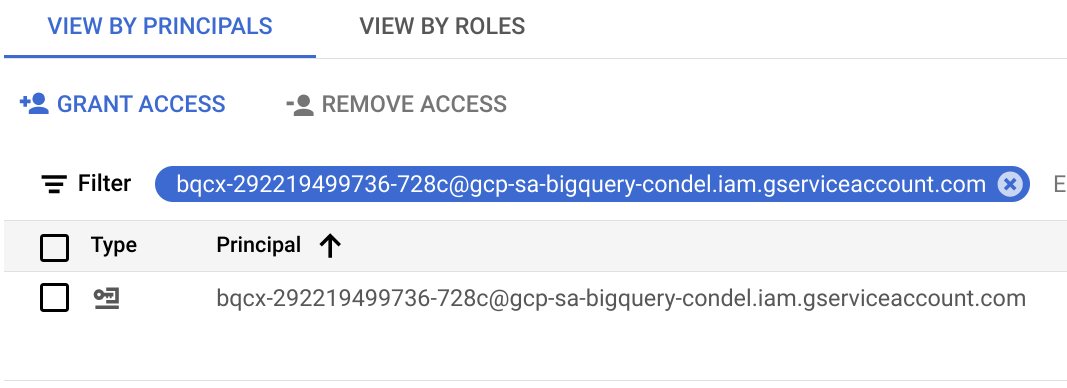 VIEW BY PRINCIPALS VIEW BY ROLES
GRANT ACCESS REMOVE ACCESS
Filter bqcx-292219499736-728c@gcp-sa-bigquery-condel.iam.gserviceaccount.com E
Type Principal
bqcx-292219499736-728c@gcp-sa-bigquery-condel.iam.gserviceaccount.com